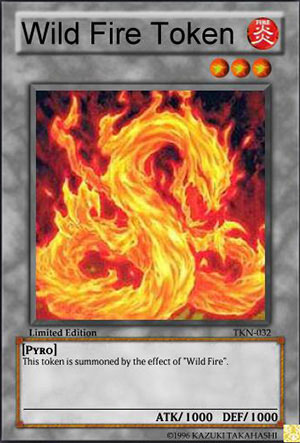 Wild Fire Token
FIRE
炎
Limited Edition TKN-032
[PYRO]
This token is summoned by the effect of "Wild Fire".
ATK/ 1000 DEF/ 1000
©1996 KAZUKI TAKAHASHI